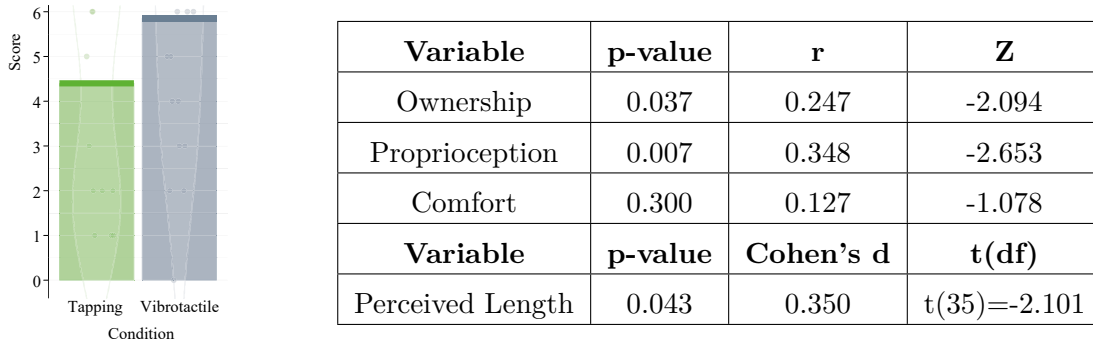 Score
6
5
4
3
2
1
0
Tapping Vibrotactile
Condition
Variable p-value r Z
Ownership 0.037 0.247 -2.094
Proprioception 0.007 0.348 -2.653
Comfort 0.300 0.127 -1.078
Variable p-value Cohen's d t(df)
Perceived Length 0.043 0.350 t(35)=-2.101